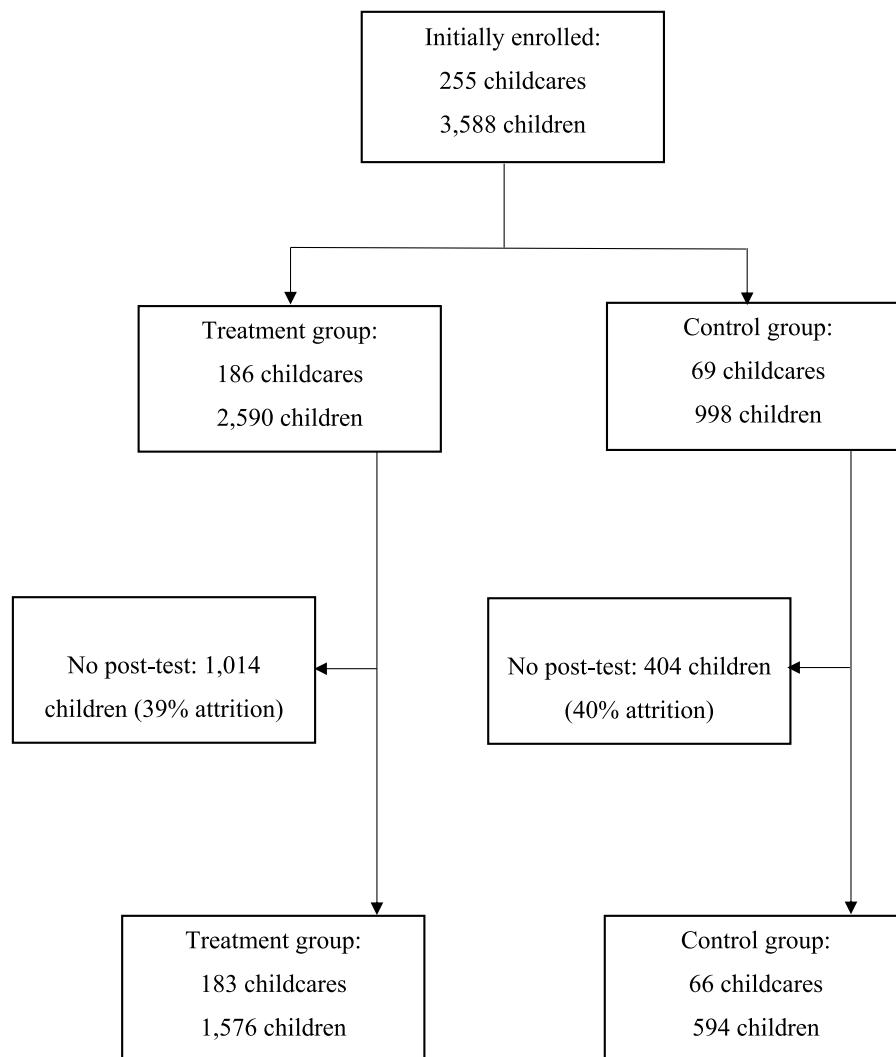 Initially enrolled:
255 childcares
3,588 children
Treatment group:
186 childcares
2,590 children
Control group:
69 childcares
998 children
No post-test: 1,014
children (39% attrition)
No post-test: 404 children
(40% attrition)
Treatment group:
183 childcares
1,576 children
Control group:
66 childcares
594 children